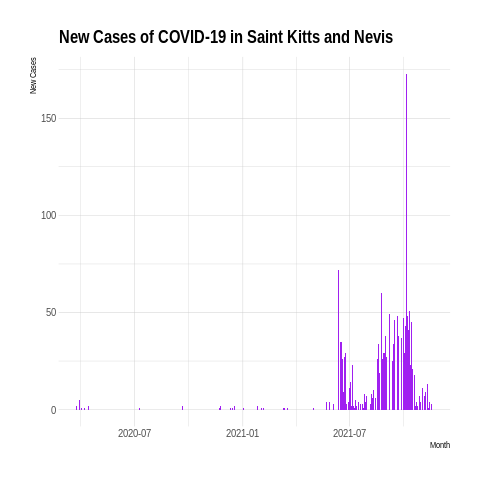 New Cases of COVID-19 in Saint Kitts and Nevis
New Cases
150
100
50
0
2020-07 2021-01 2021-07
Month